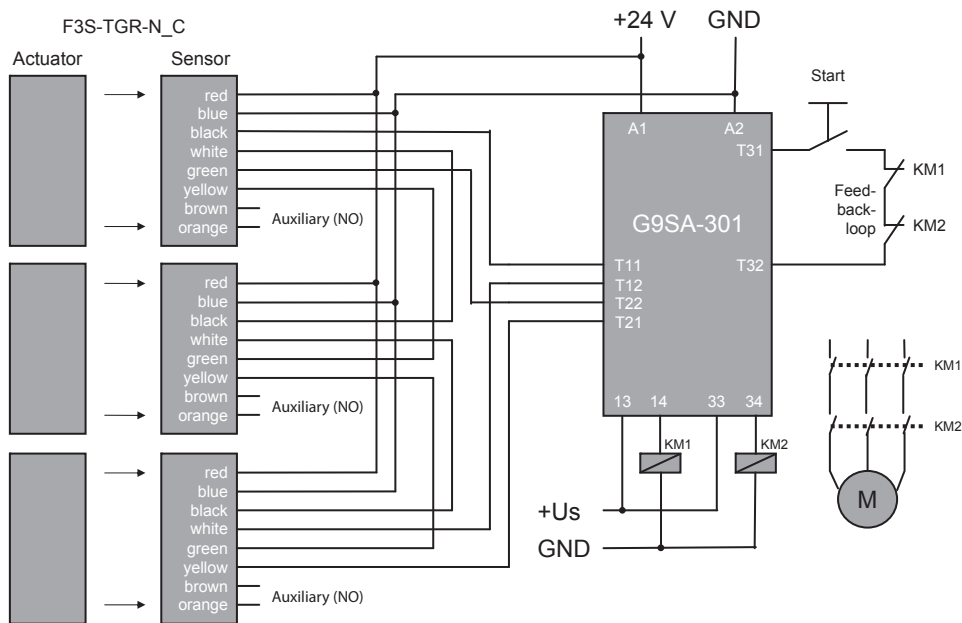 F3S-TGR-N_C
Actuator
Sensor
red
blue
black
white
green
yellow
brown
orange
Auxiliary (NO)
red
blue
black
white
green
yellow
brown
orange
Auxiliary (NO)
red
blue
black
white
green
yellow
brown
orange
Auxiliary (NO)
+24 V
GND
A1
A2
T31
G9SA-301
T11
T12
T22
T21
T32
13
14
33
34
Start
KM1
Feed-
back-
loop
KM2
KM1
KM2
+Us
GND
KM1
KM2
M